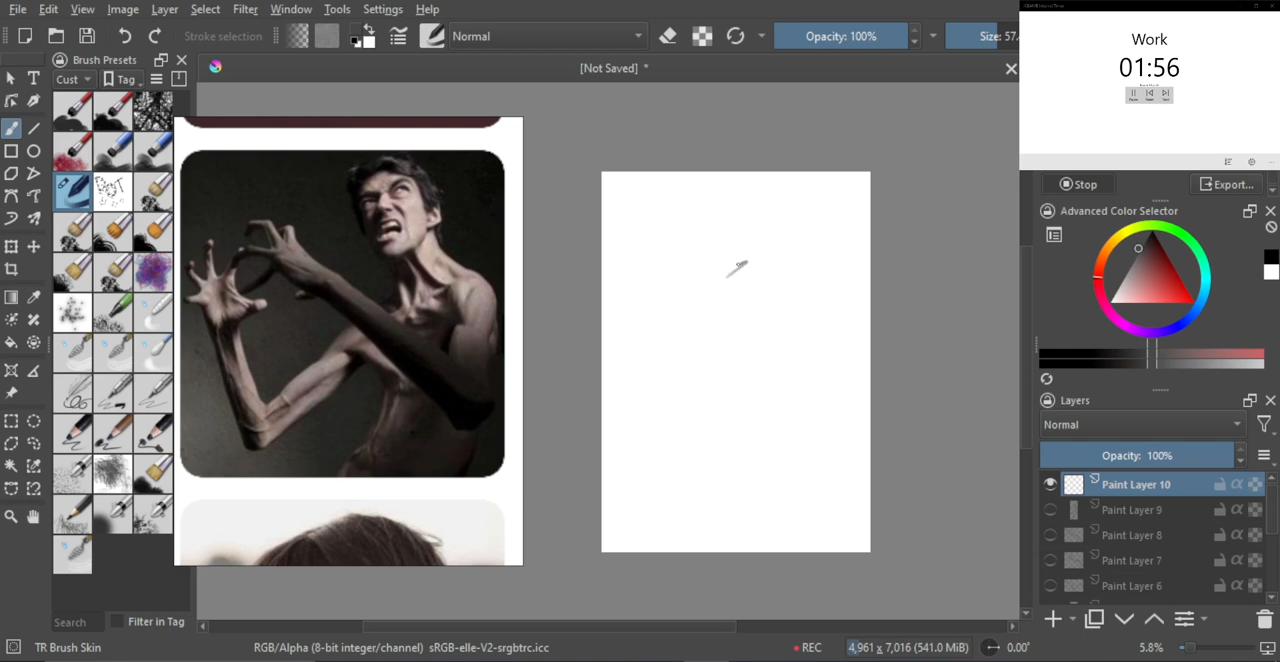 File Edit View Image Layer Select Filter Tools Settings Window Help
Stroke selection
Normal
Opacity: 100%
Size: 57.
Brush Presets
Cust
Tag
[Not Saved] *
Work
01:56
Stop
Export...
Advanced Color Selector
Layers
Normal
Opacity: 100%
Paint Layer 10
Paint Layer 9
Paint Layer 8
Paint Layer 7
Paint Layer 6
Search
Filter in Tag
TR Brush Skin
RGB/Alpha (8-bit integer/channel) sRGB-elle-V2-srgbtrc.icc
REC
4,961 x 7,016 (541.0 MiB)
0.00°
5.8%